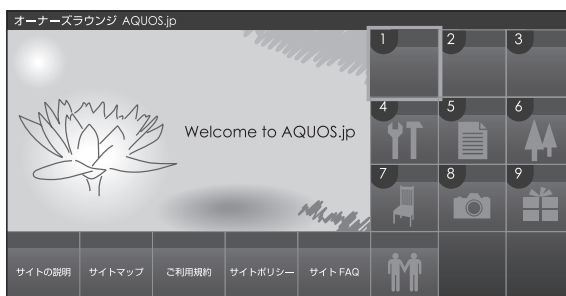 オーナーズラウンジ AQUOS.jp
1
2
3
Welcome to AQUOS.jp
4
5
6
7
8
9
サイトの説明
サイトマップ
ご利用規約
サイトポリシー
サイト FAQ